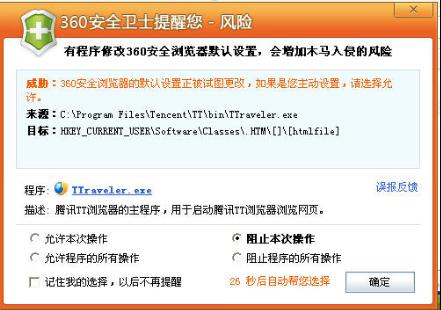 360安全卫士提醒您 - 风险
有程序修改360安全浏览器默认设置，会增加木马入侵的风险
威胁：360安全浏览器的默认设置正被试图更改，如果是您主动设置，请选择允
许。
来源：C:\Program Files\Tencent\TT\bin\TTraveler.exe
目标：HKEY_CURRENT_USER\Software\Classes\.HTM\[]\[htmlfile]
程序： TTraveler.exe 误报反馈
描述：腾讯TT浏览器的主程序，用于启动腾讯TT浏览器浏览网页。
允许本次操作 阻止本次操作
允许程序的所有操作 阻止程序的所有操作
记住我的选择，以后不再提醒 26 秒后自动帮您选择 确定